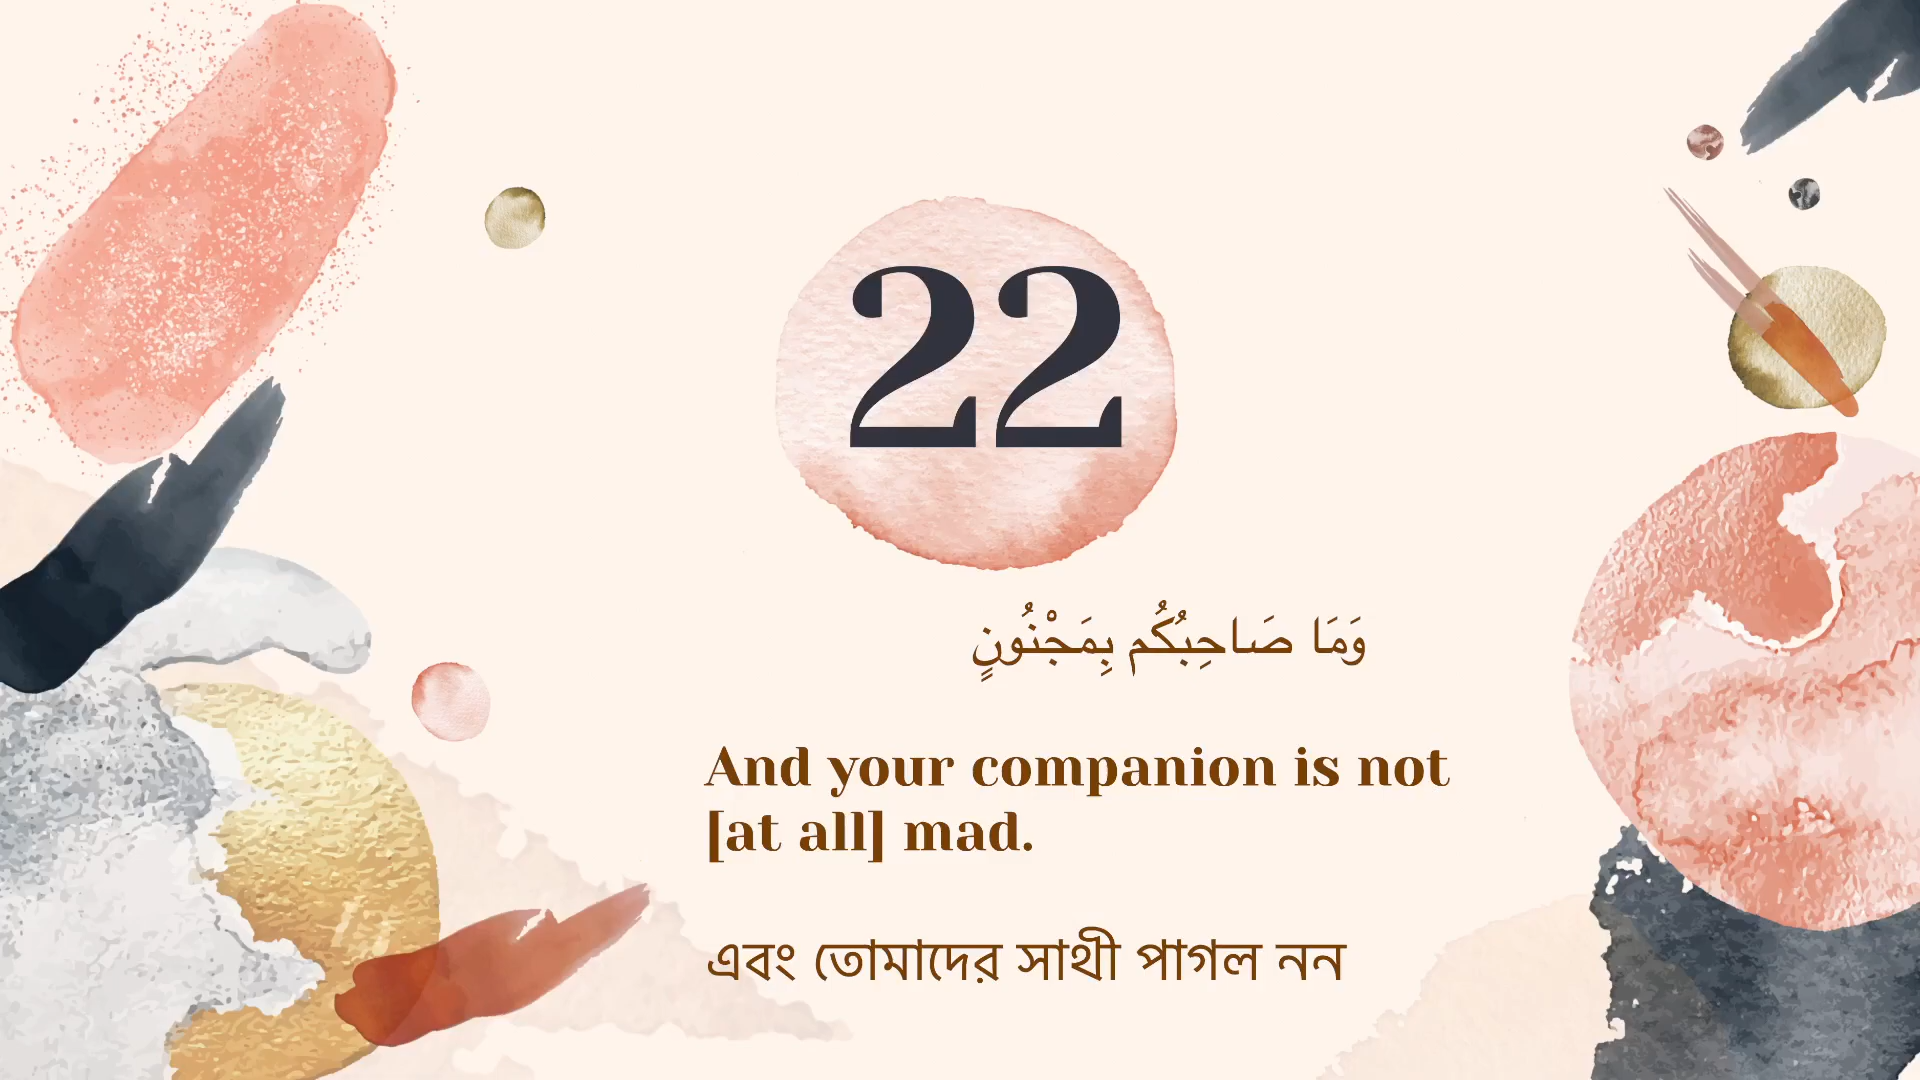 22
وَمَا صَاحِبُكُم بِمَجْنُونٍ
And your companion is not
[at all] mad.
এবং তোমাদের সাথী পাগল নন